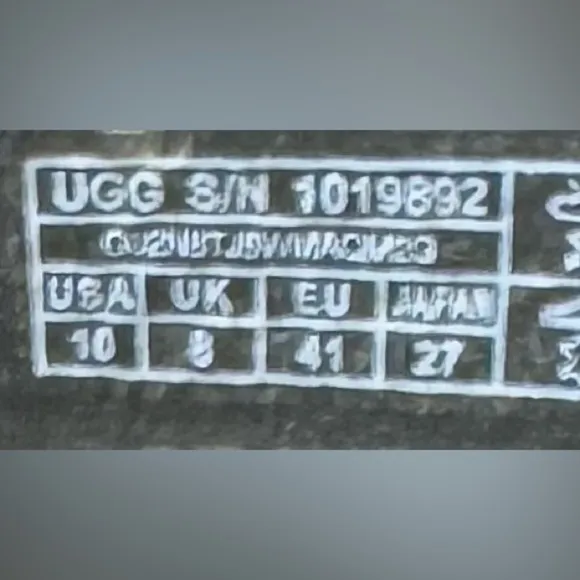 UGG S/N 1019892
USA UK EU JAPAN
10 8 41 27